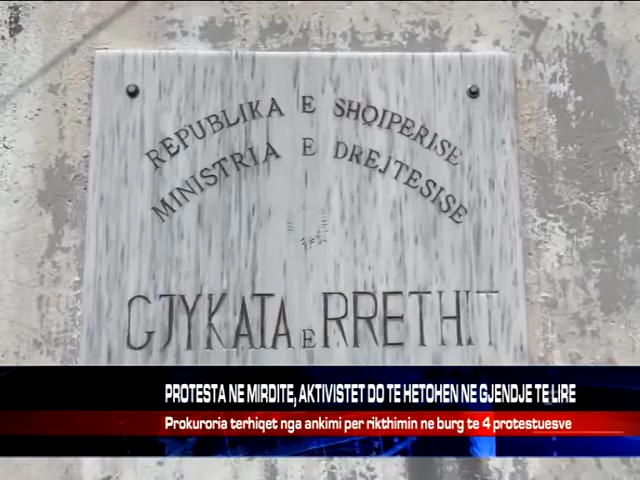 REPUBLIKA E SHQIPERISE
MINISTRIA E DREJTESISE
GJYKATA E RRETHIT
PROTESTA NE MIRDITE, AKTIVISTET DO TE HETOHEN NE GJENDJE TE LIRE
Prokuroria terhiqet nga ankimi per rikthimin ne burg te 4 protestuesve